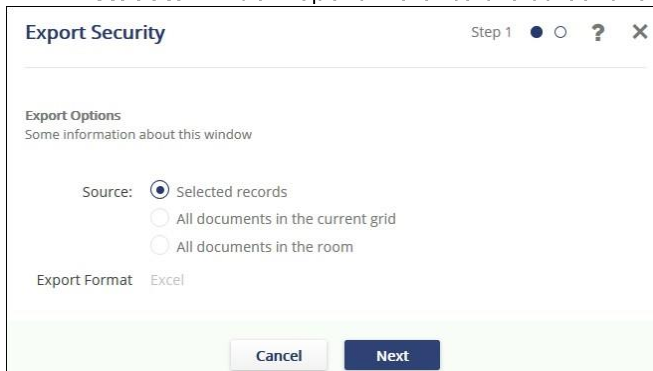 Export Security
Step 1
?
Export Options
Some information about this window
Source: Selected records
All documents in the current grid
All documents in the room
Export Format Excel
Cancel Next